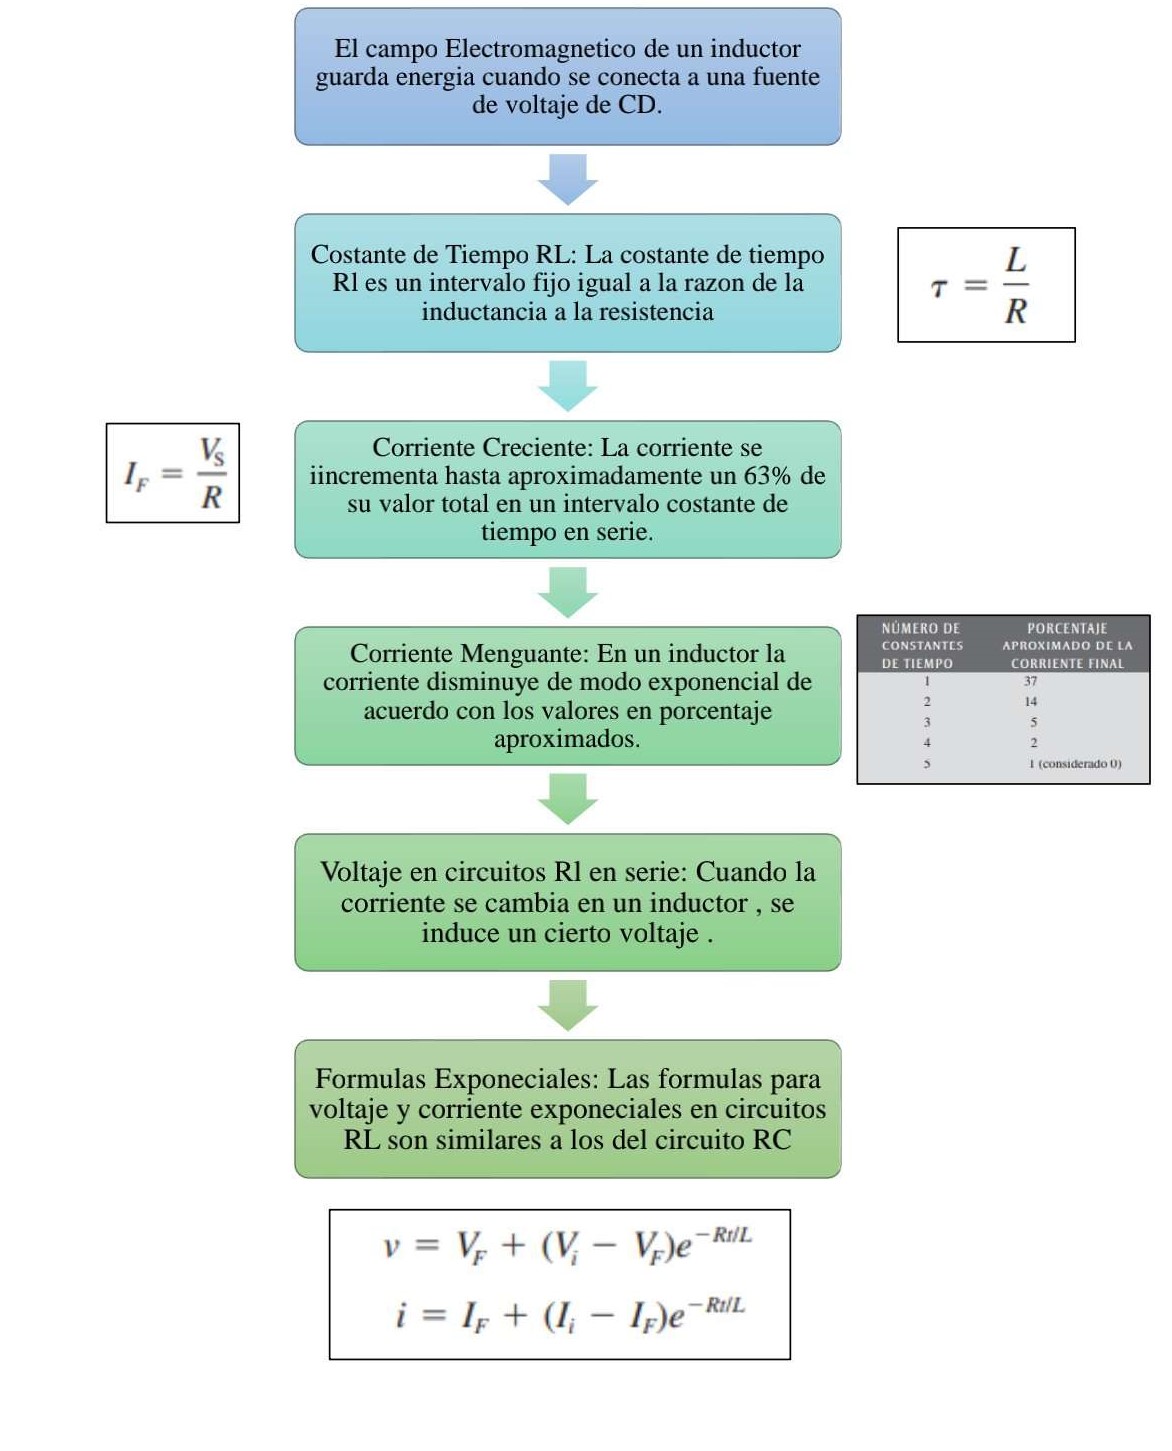 El campo Electromagnetico de un inductor
guarda energia cuando se conecta a una fuente
de voltaje de CD.
Costante de Tiempo RL: La costante de tiempo
Rl es un intervalo fijo igual a la razon de la
inductancia a la resistencia
τ = L/R
Corriente Creciente: La corriente se
iincrementa hasta aproximadamente un 63% de
su valor total en un intervalo costante de
tiempo en serie.
I_F = V_S/R
Corriente Menguante: En un inductor la
corriente disminuye de modo exponencial de
acuerdo con los valores en porcentaje
aproximados.
NÚMERO DE CONSTANTES DE TIEMPO PORCENTAJE APROXIMADO DE LA CORRIENTE FINAL
1 37
2 14
3 5
4 2
5 1 (considerado 0)
Voltaje en circuitos Rl en serie: Cuando la
corriente se cambia en un inductor , se
induce un cierto voltaje .
Formulas Exponeciales: Las formulas para
voltaje y corriente exponeciales en circuitos
RL son similares a los del circuito RC
v = V_F + (V_i − V_F)e^{−Rt/L}
i = I_F + (I_i − I_F)e^{−Rt/L}